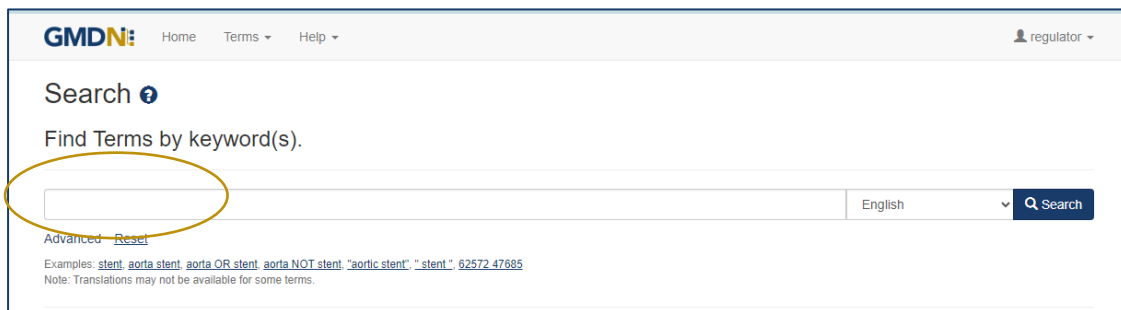 GMDN Home Terms Help regulator
Search
Find Terms by keyword(s).
English Search
Advanced Reset
Examples: stent, aorta stent, aorta OR stent, aorta NOT stent, "aortic stent", " stent ", 62572 47685
Note: Translations may not be available for some terms.